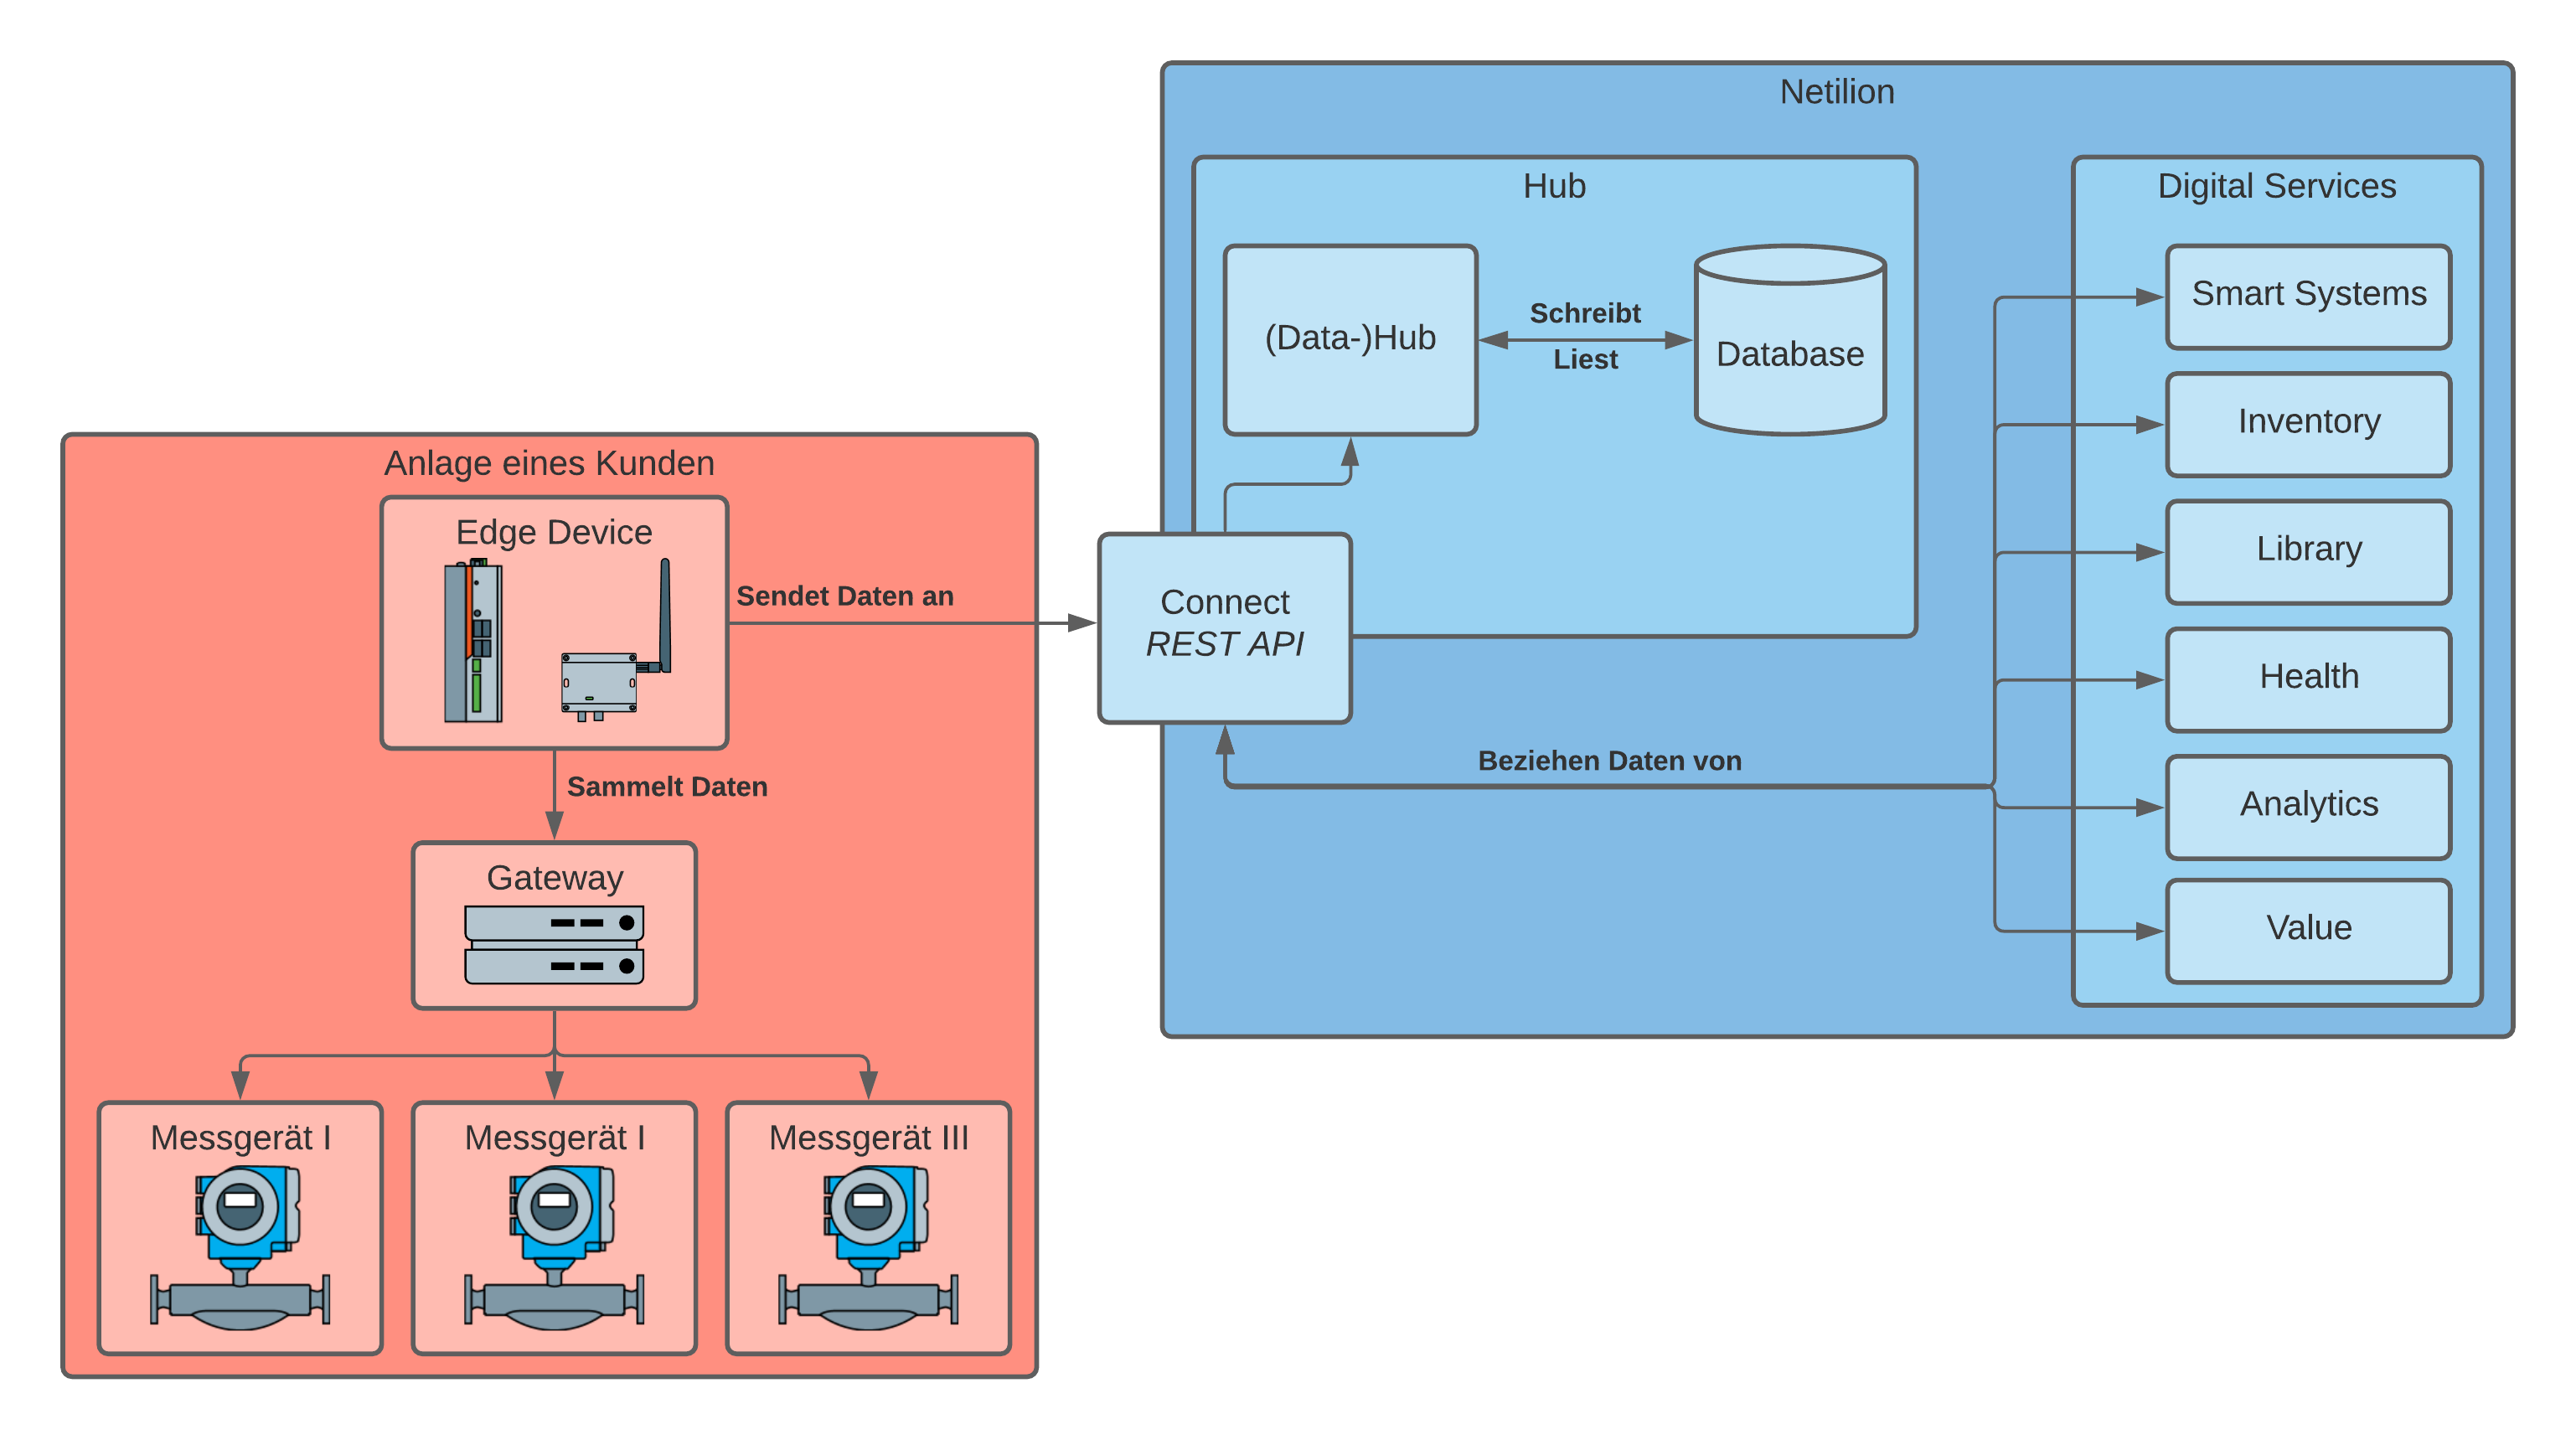 Netilion
Hub
Digital Services
(Data-)Hub
Schreibt
Liest
Database
Smart Systems
Inventory
Library
Health
Analytics
Value
Connect
REST API
Beziehen Daten von
Anlage eines Kunden
Edge Device
Sendet Daten an
Sammelt Daten
Gateway
Messgerät I
Messgerät I
Messgerät III